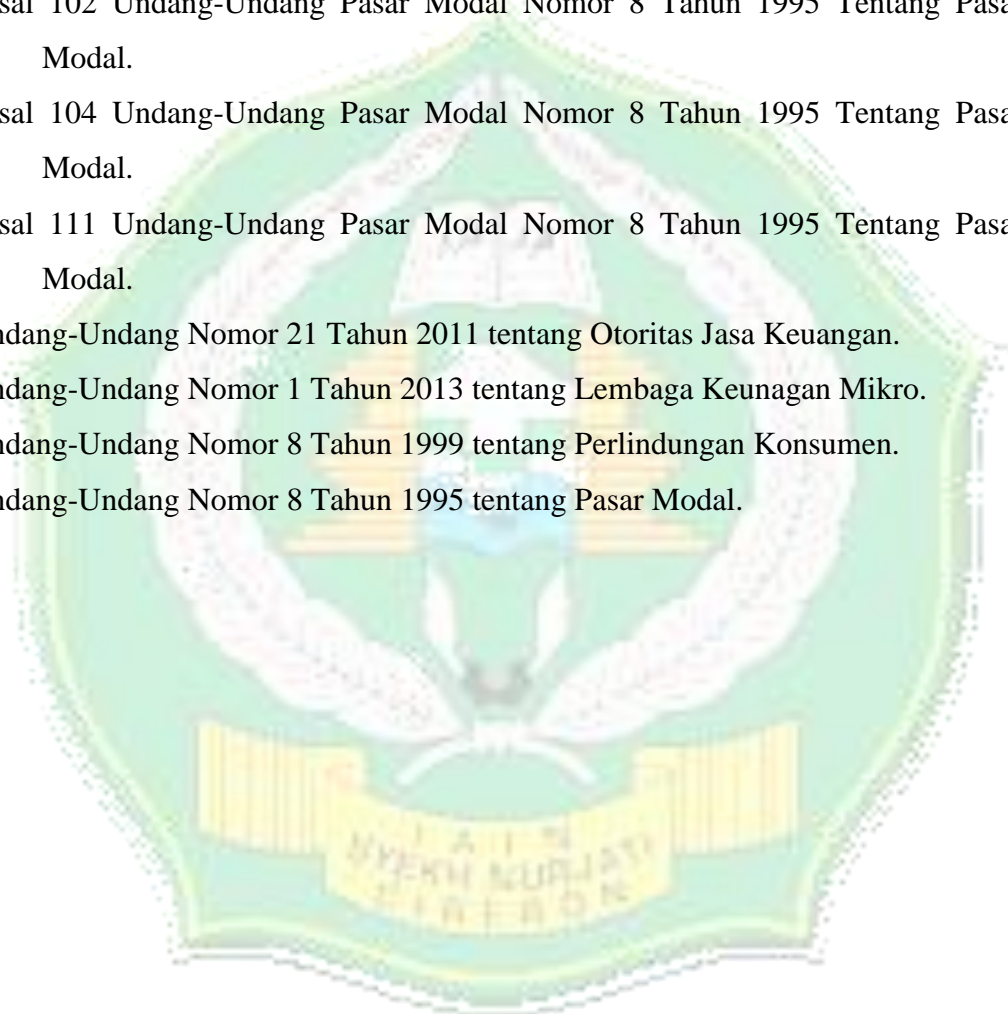 sal 102 Undang-Undang Pasar Modal Nomor 8 Tahun 1995 Tentang Pasa
Modal.
sal 104 Undang-Undang Pasar Modal Nomor 8 Tahun 1995 Tentang Pasa
Modal.
sal 111 Undang-Undang Pasar Modal Nomor 8 Tahun 1995 Tentang Pasa
Modal.
ndang-Undang Nomor 21 Tahun 2011 tentang Otoritas Jasa Keuangan.
ndang-Undang Nomor 1 Tahun 2013 tentang Lembaga Keunagan Mikro.
ndang-Undang Nomor 8 Tahun 1999 tentang Perlindungan Konsumen.
ndang-Undang Nomor 8 Tahun 1995 tentang Pasar Modal.
IAIN
SYEKH NURJATI
CIREBON